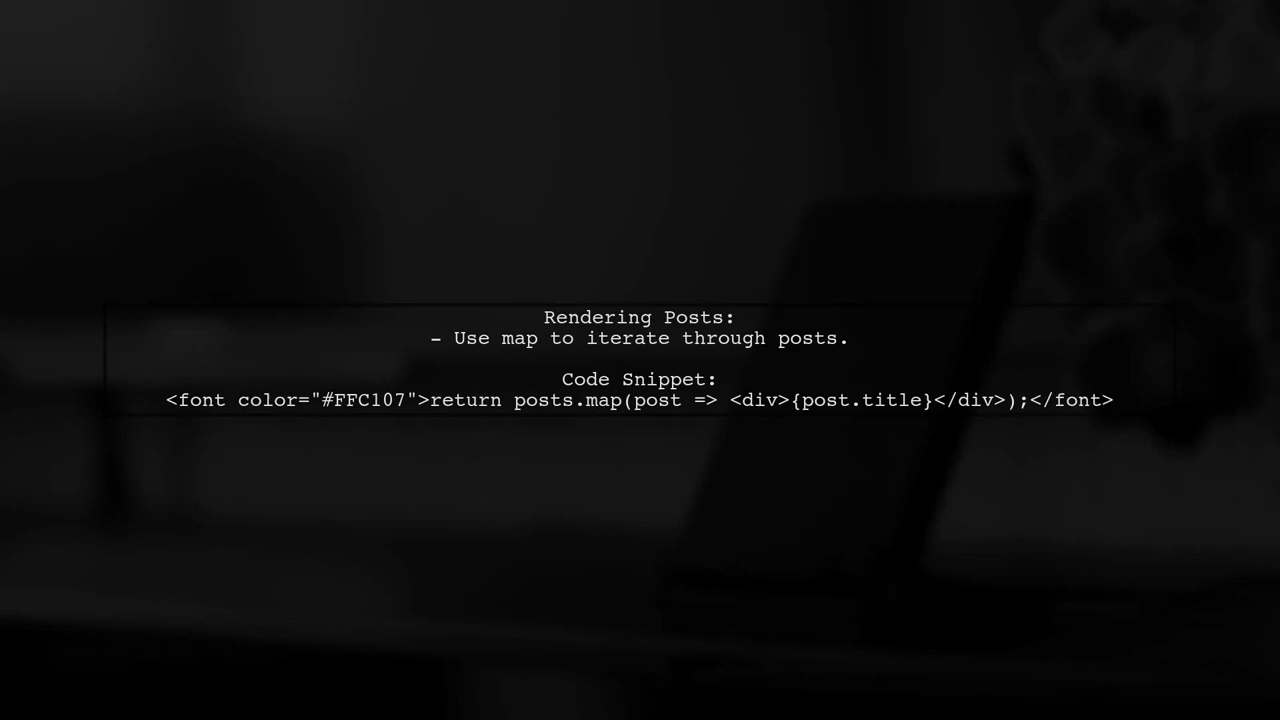 Rendering Posts:
– Use map to iterate through posts.
Code Snippet:
<font color="#FFC107">return posts.map(post => <div>{post.title}</div>);</font>